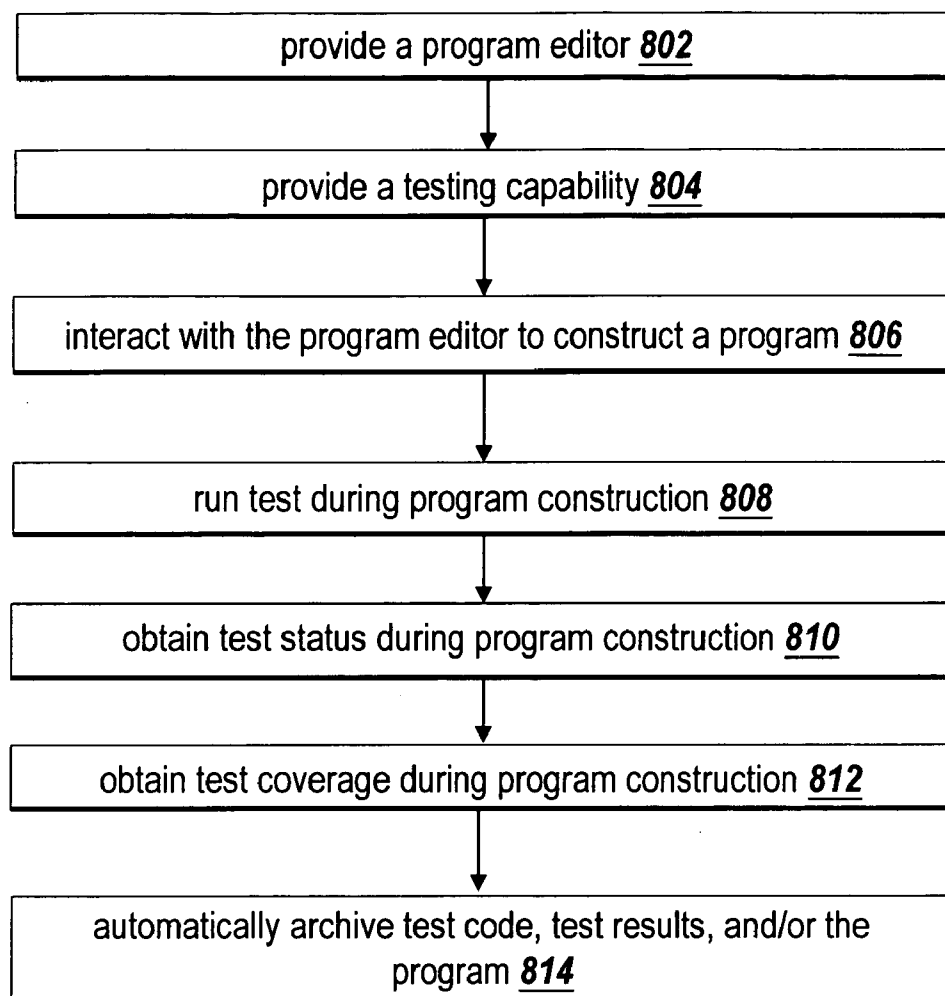 provide a program editor 802
provide a testing capability 804
interact with the program editor to construct a program 806
run test during program construction 808
obtain test status during program construction 810
obtain test coverage during program construction 812
automatically archive test code, test results, and/or the
program 814